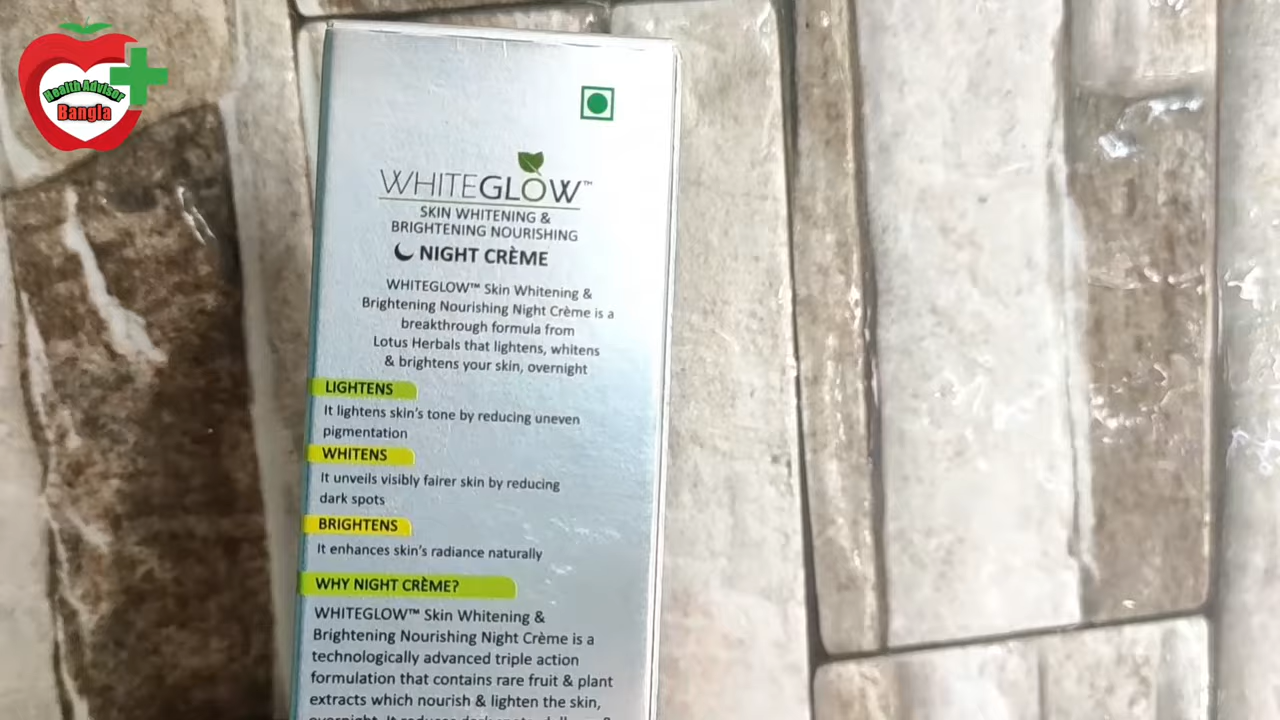 Health Advisor
Bangla
WHITEGLOW™
SKIN WHITENING &
BRIGHTENING NOURISHING
NIGHT CRÈME
WHITEGLOW™ Skin Whitening &
Brightening Nourishing Night Crème is a
breakthrough formula from
Lotus Herbals that lightens, whitens
& brightens your skin, overnight
LIGHTENS
It lightens skin's tone by reducing uneven
pigmentation
WHITENS
It unveils visibly fairer skin by reducing
dark spots
BRIGHTENS
It enhances skin's radiance naturally
WHY NIGHT CRÈME?
WHITEGLOW™ Skin Whitening &
Brightening Nourishing Night Crème is a
technologically advanced triple action
formulation that contains rare fruit & plant
extracts which nourish & lighten the skin,